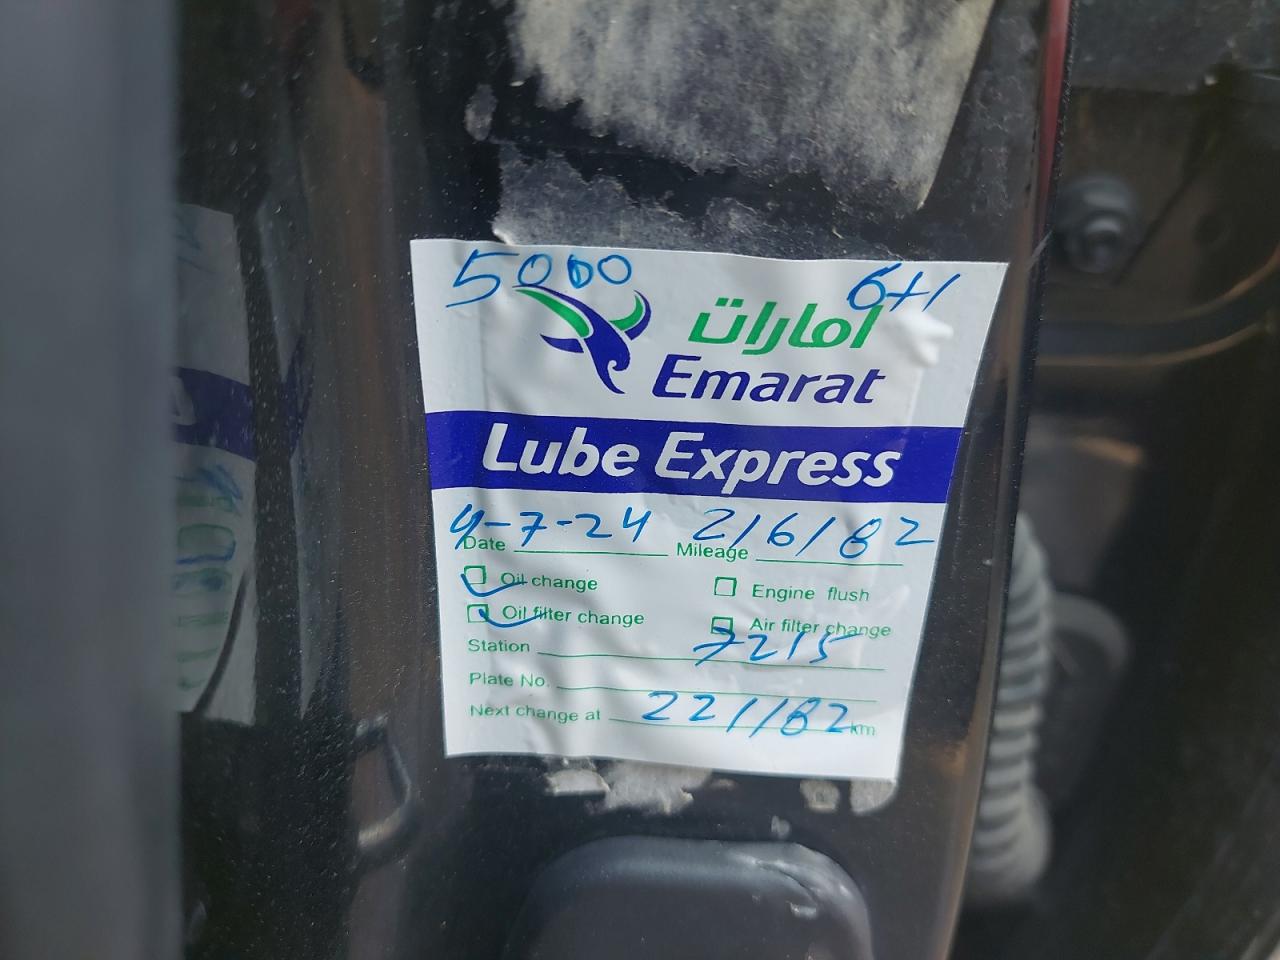 5000 6+1
امارات
Emarat
Lube Express
Date 4-7-24 Mileage 216182
Oil change Engine flush
Oil filter change Air filter change
Station 7215
Plate No.
Next change at 221182 km